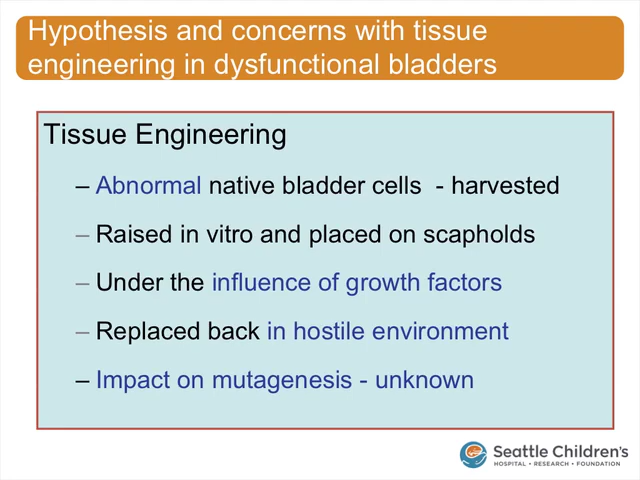 Hypothesis and concerns with tissue
engineering in dysfunctional bladders
Tissue Engineering
– Abnormal native bladder cells - harvested
– Raised in vitro and placed on scapholds
– Under the influence of growth factors
– Replaced back in hostile environment
– Impact on mutagenesis - unknown
Seattle Children's
HOSPITAL • RESEARCH • FOUNDATION